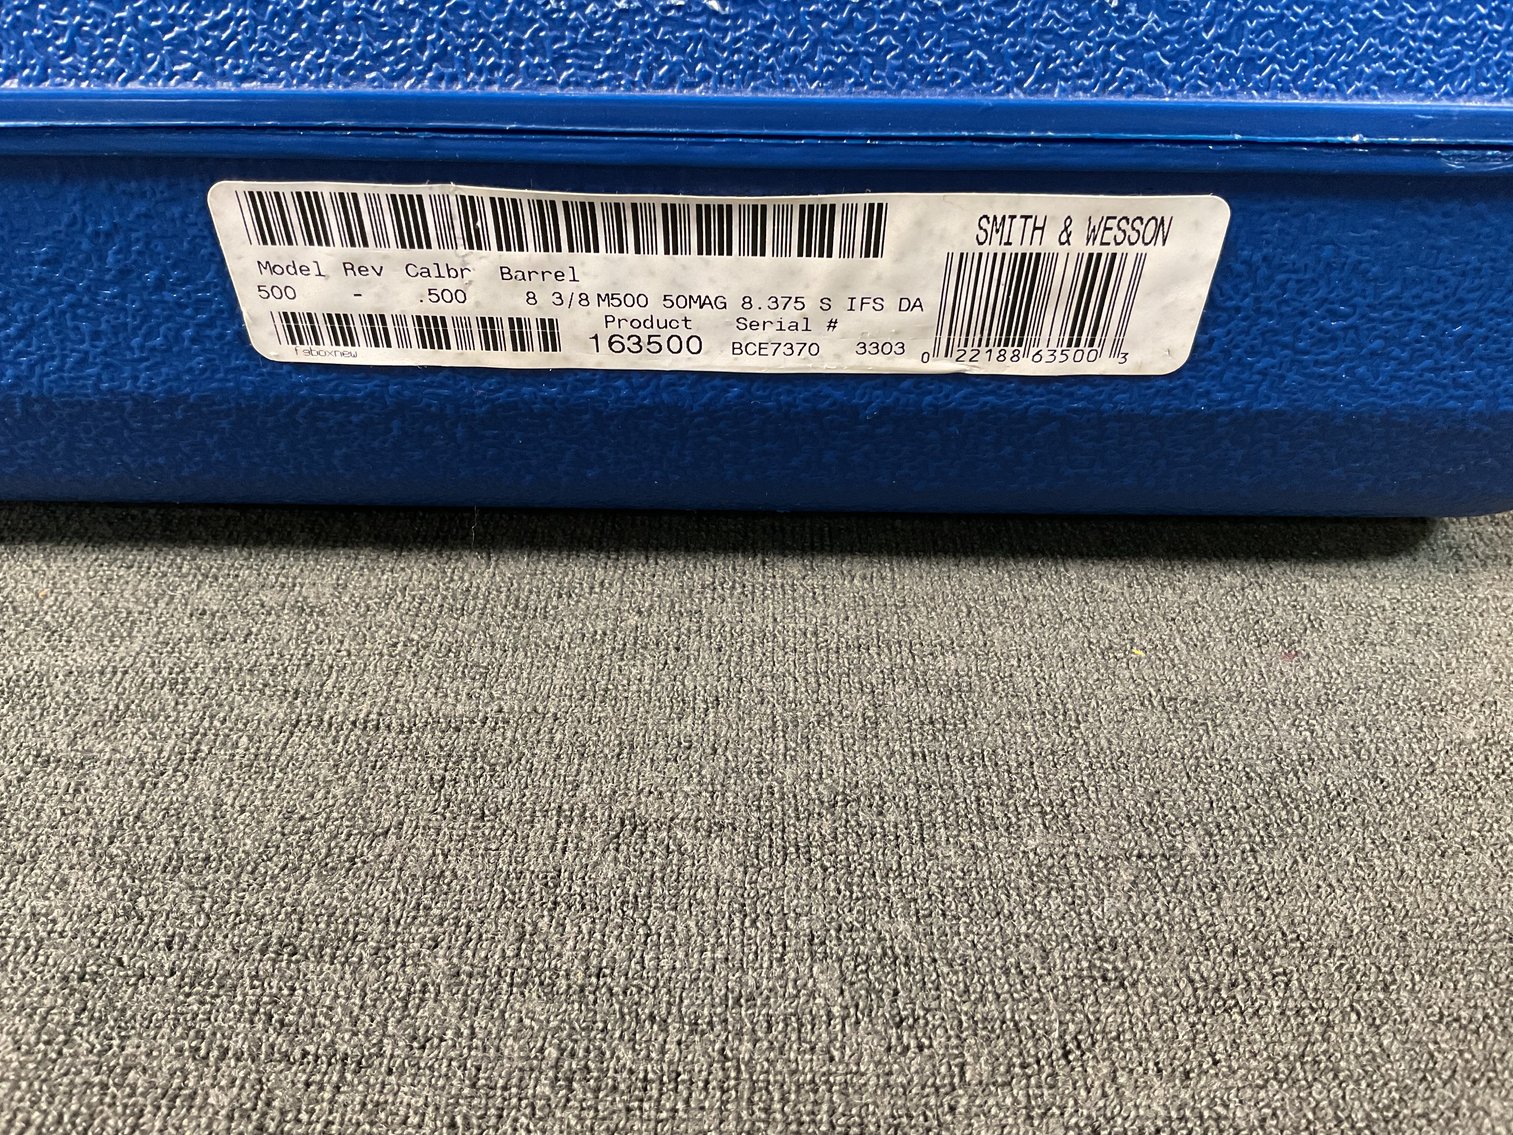 SMITH & WESSON
Model Rev Calbr Barrel
500 - .500 8 3/8 M500 50MAG 8.375 S IFS DA
Product Serial #
163500 BCE7370 3303
fsboxnew
0 22188 63500 3